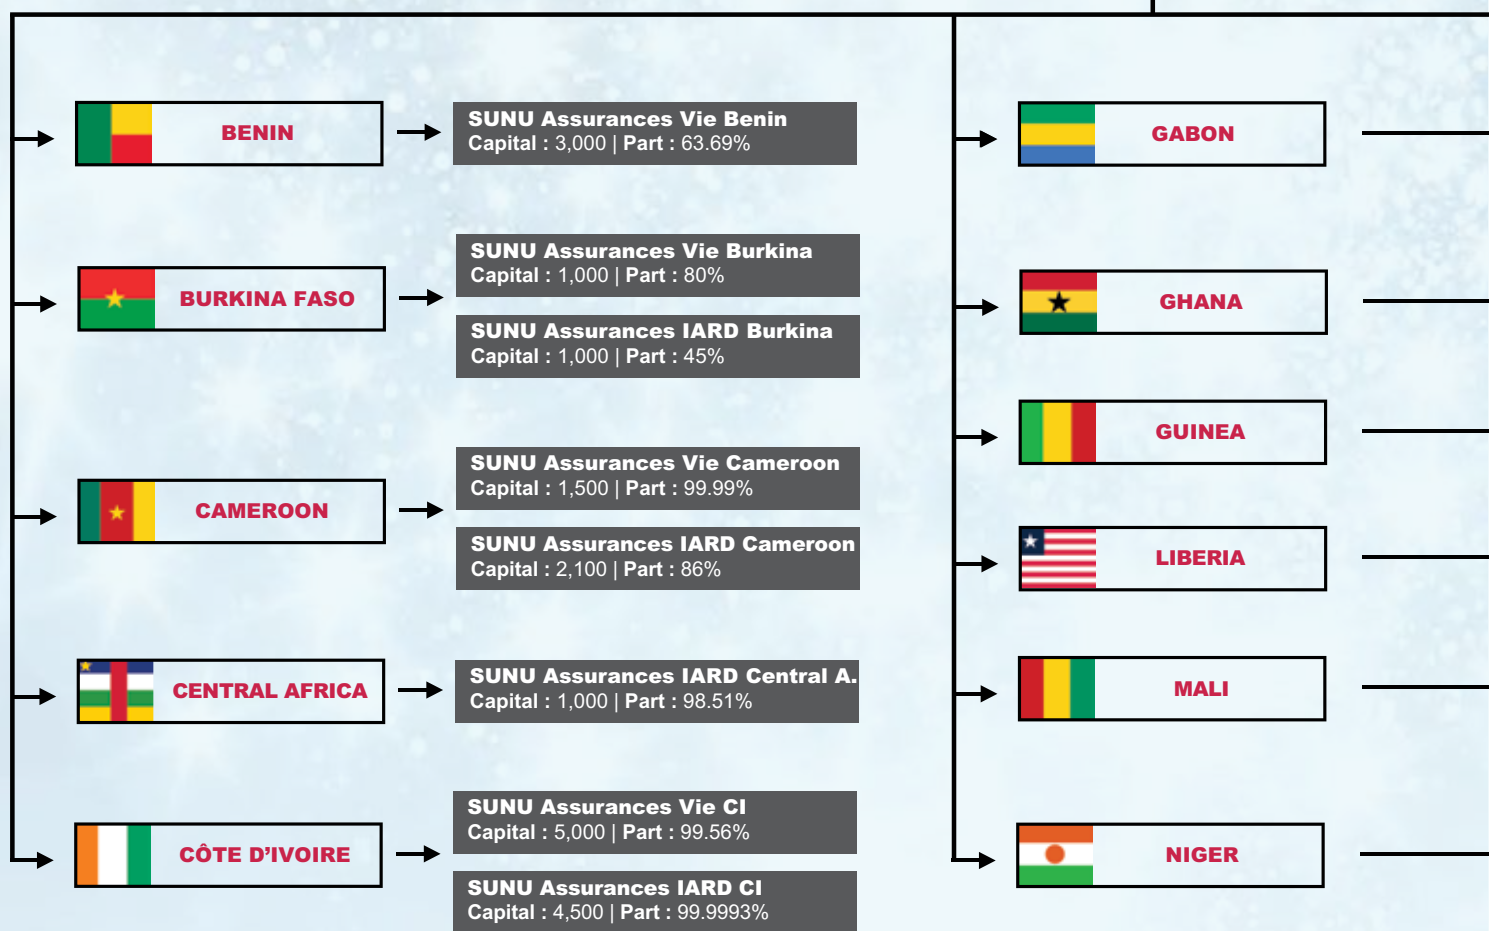 BENIN
SUNU Assurances Vie Benin
Capital : 3,000 | Part : 63.69%
BURKINA FASO
SUNU Assurances Vie Burkina
Capital : 1,000 | Part : 80%
SUNU Assurances IARD Burkina
Capital : 1,000 | Part : 45%
CAMEROON
SUNU Assurances Vie Cameroon
Capital : 1,500 | Part : 99.99%
SUNU Assurances IARD Cameroon
Capital : 2,100 | Part : 86%
CENTRAL AFRICA
SUNU Assurances IARD Central A.
Capital : 1,000 | Part : 98.51%
CÔTE D’IVOIRE
SUNU Assurances Vie CI
Capital : 5,000 | Part : 99.56%
SUNU Assurances IARD CI
Capital : 4,500 | Part : 99.9993%
GABON
GHANA
GUINEA
LIBERIA
MALI
NIGER